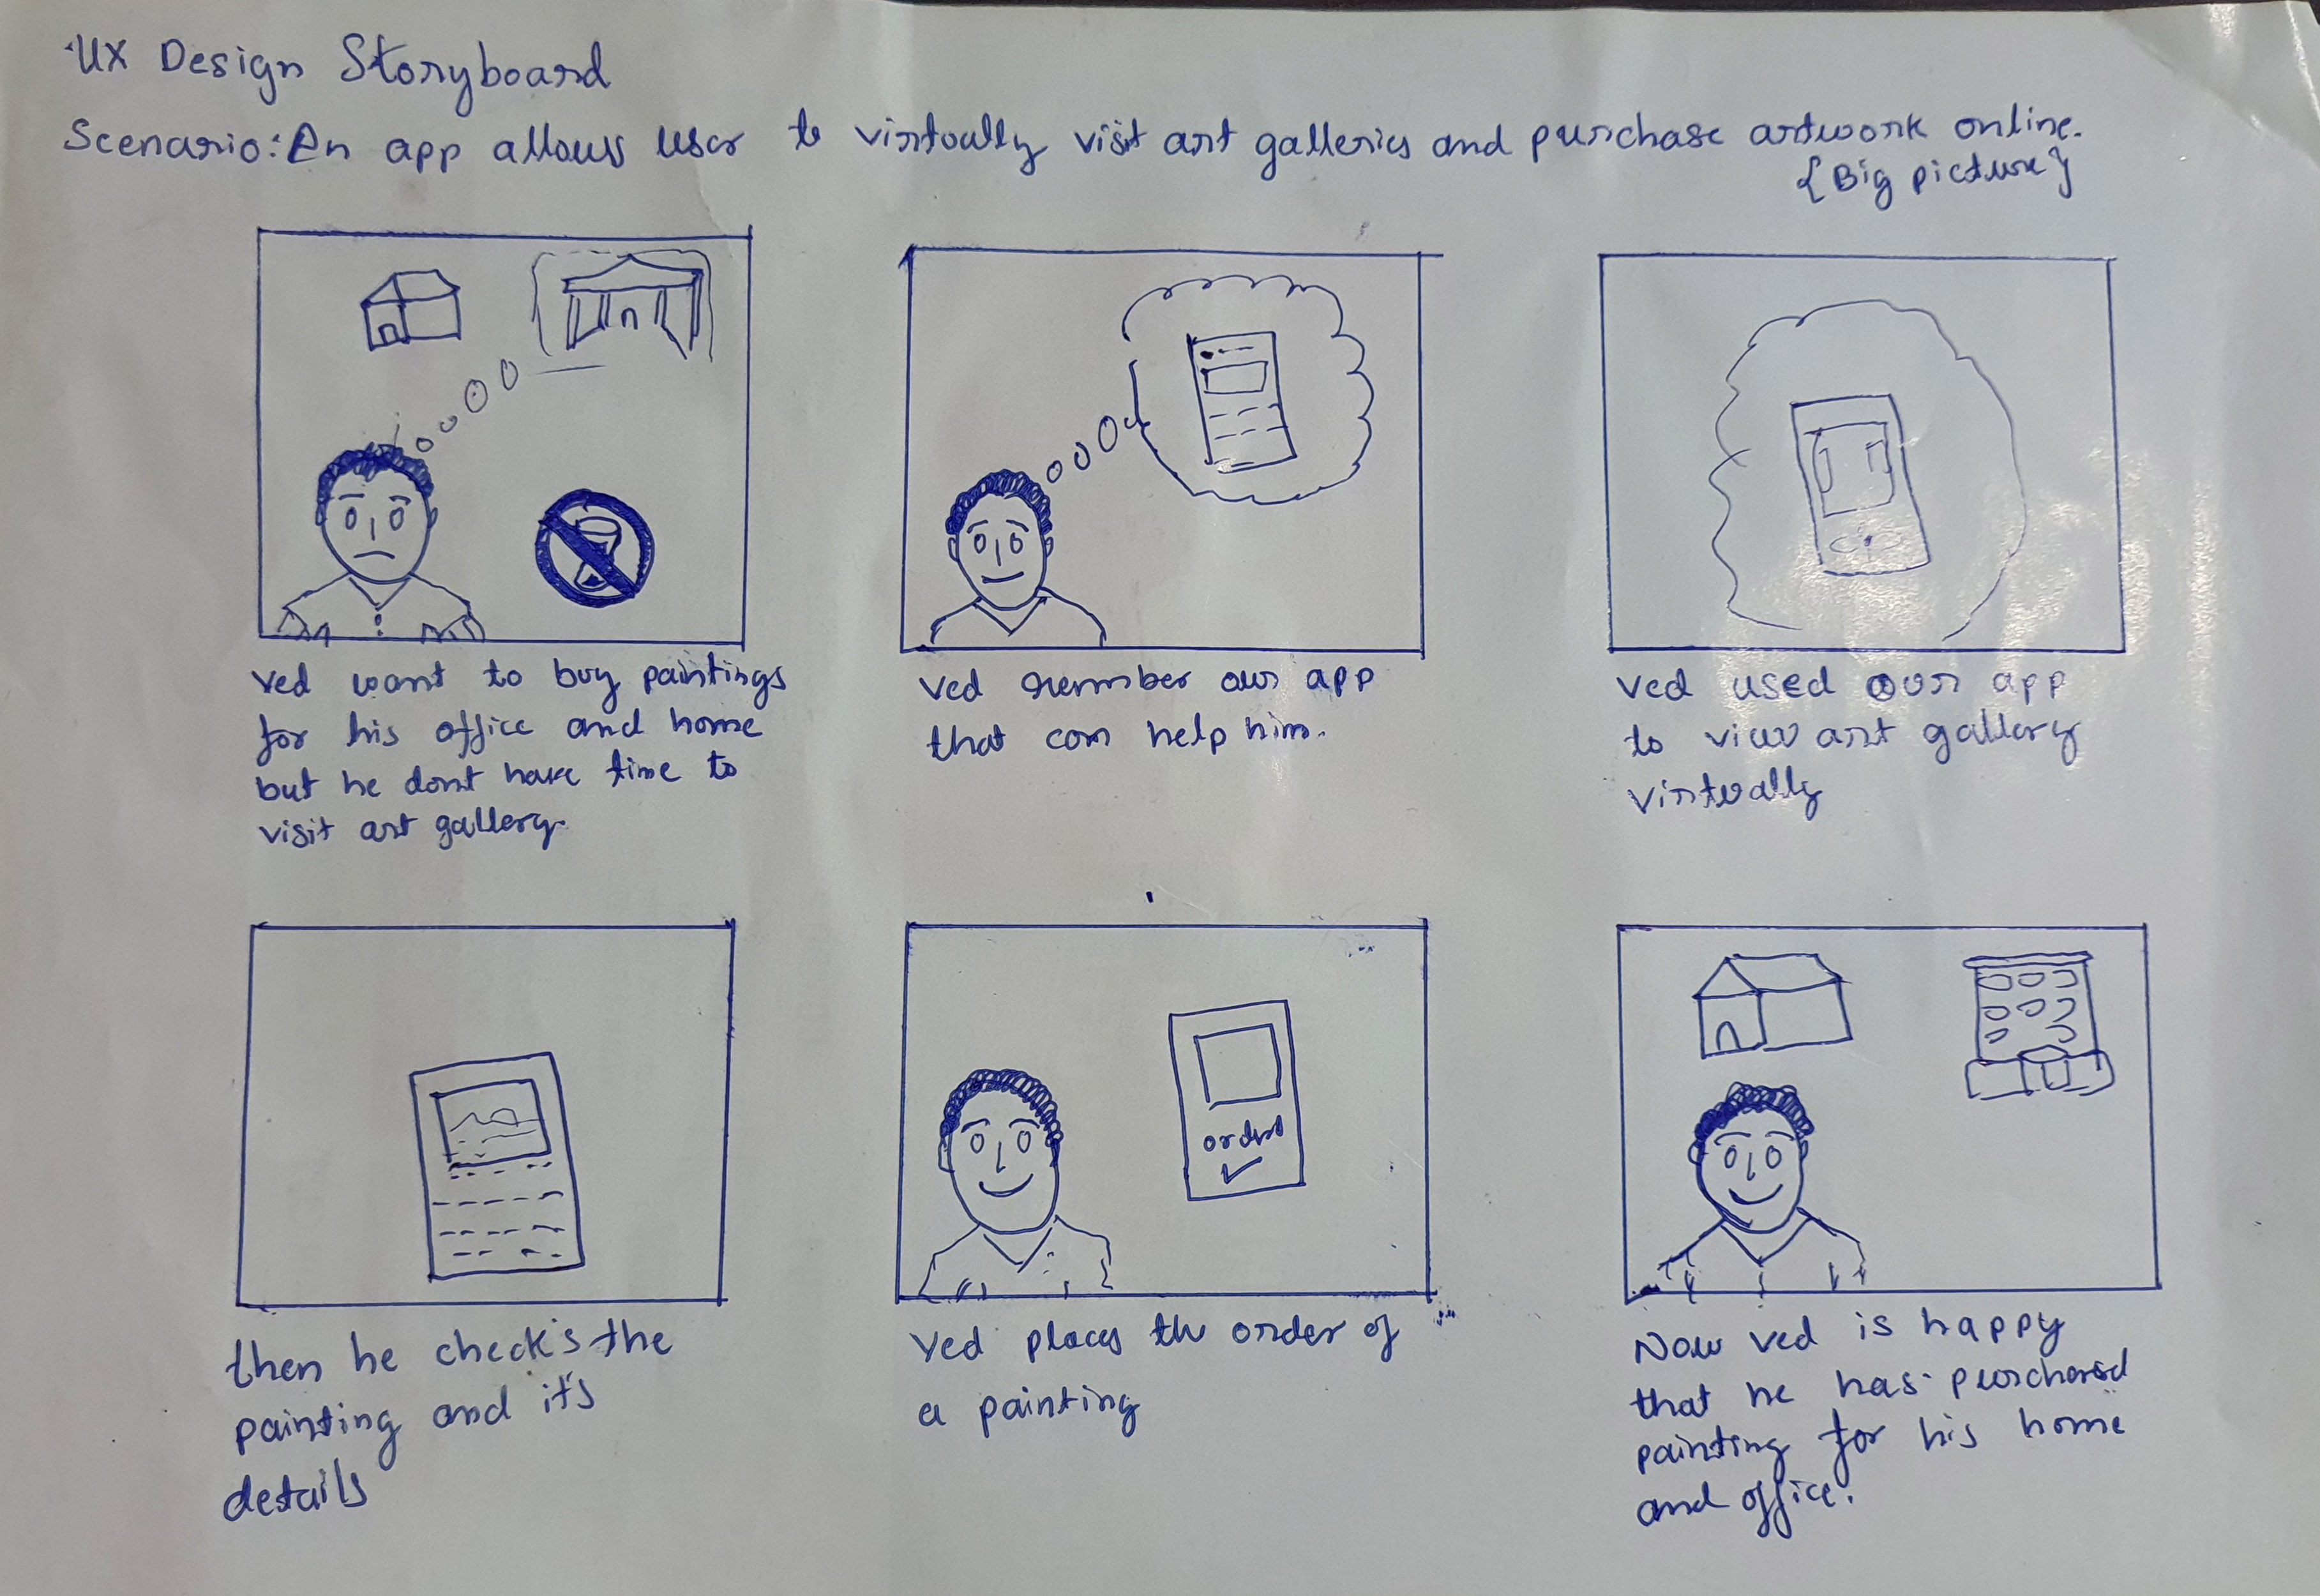 UX Design Storyboard
Scenario: An app allows user to virtually visit art galleries and purchase artwork online.
{Big picture}
Ved want to buy paintings
for his office and home
but he dont have time to
visit art gallery.
Ved remember our app
that can help him.
Ved used our app
to view art gallery
virtually
order
then he check's the
painting and it's
details
Ved places the order of
a painting
Now Ved is happy
that he has purchased
painting for his home
and office.